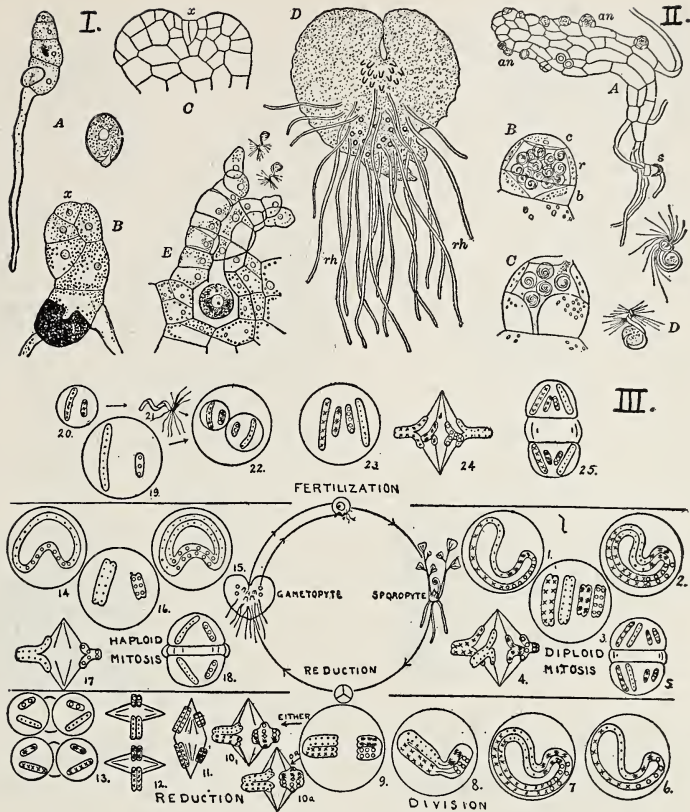 I.
II.
A
x
C
D
an
an
A
x
B
E
rh
rh
B
c
r
b
s
C
D
III.
20.
21
19.
22.
23.
24
25.
FERTILIZATION
14
15.
16.
17
18.
HAPLOID
MITOSIS
GAMETOPYTE
SPOROPYTE
1.
2.
3.
4.
5.
DIPLOID
MITOSIS
REDUCTION
EITHER
13.
12.
11.
10,
10a
9.
8.
7
6.
REDUCTION
DIVISION